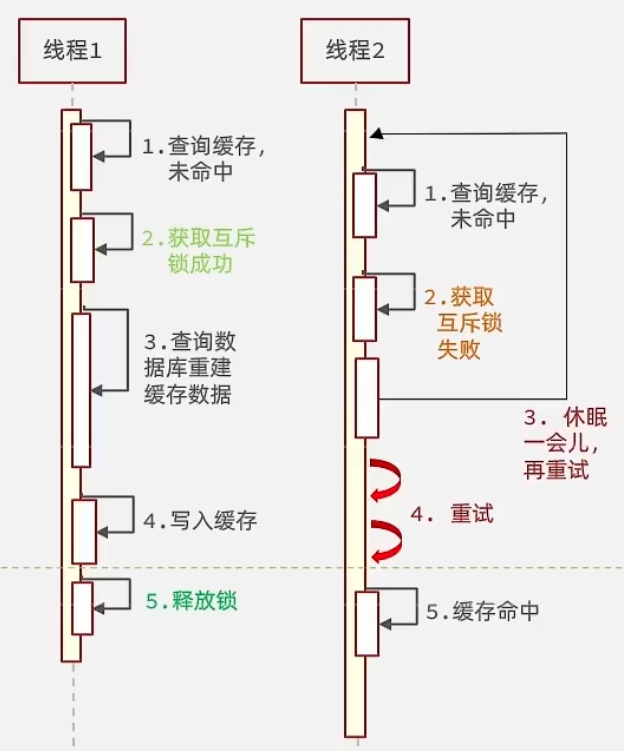 线程1
线程2
1.查询缓存，
未命中
2.获取互斥
锁成功
3.查询数
据库重建
缓存数据
4.写入缓存
5.释放锁
1.查询缓存，
未命中
2.获取
互斥锁
失败
3. 休眠
一会儿，
再重试
4. 重试
5.缓存命中